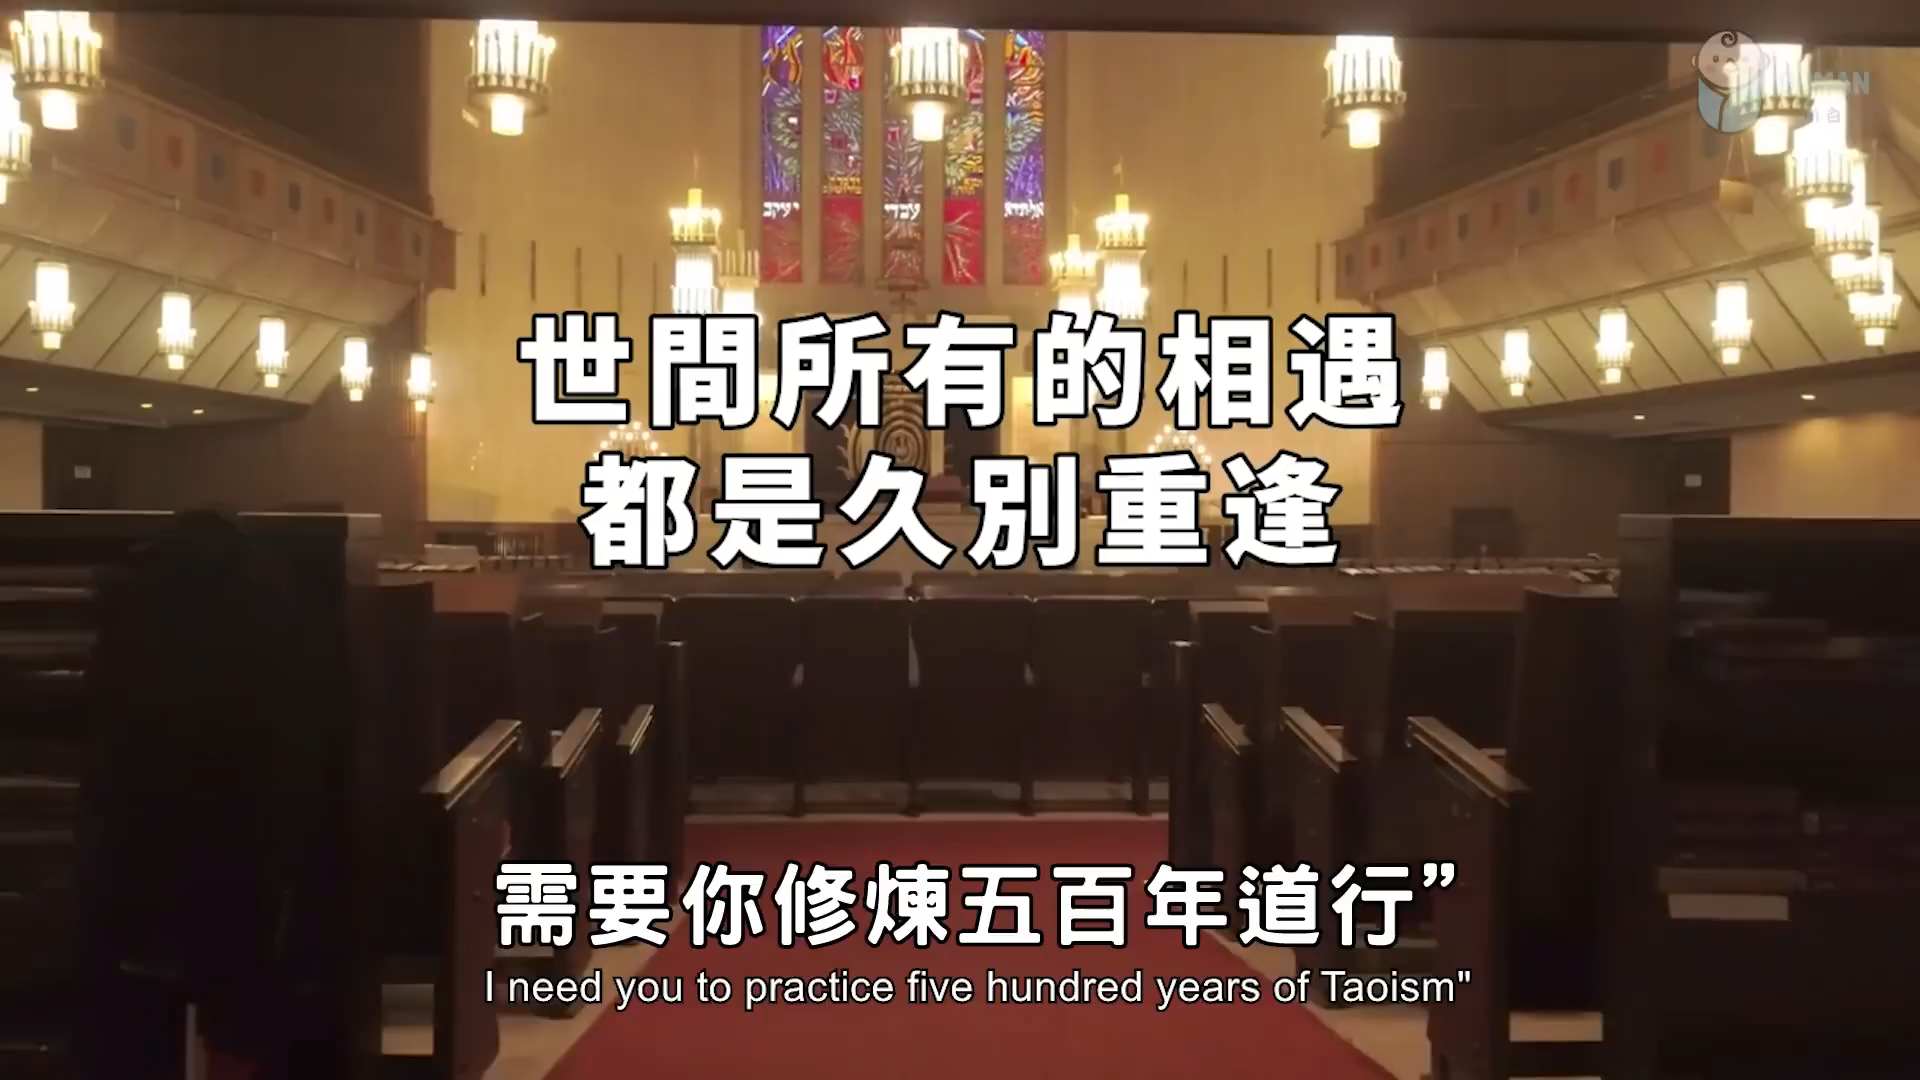 世間所有的相遇
都是久別重逢
需要你修煉五百年道行”
I need you to practice five hundred years of Taoism"